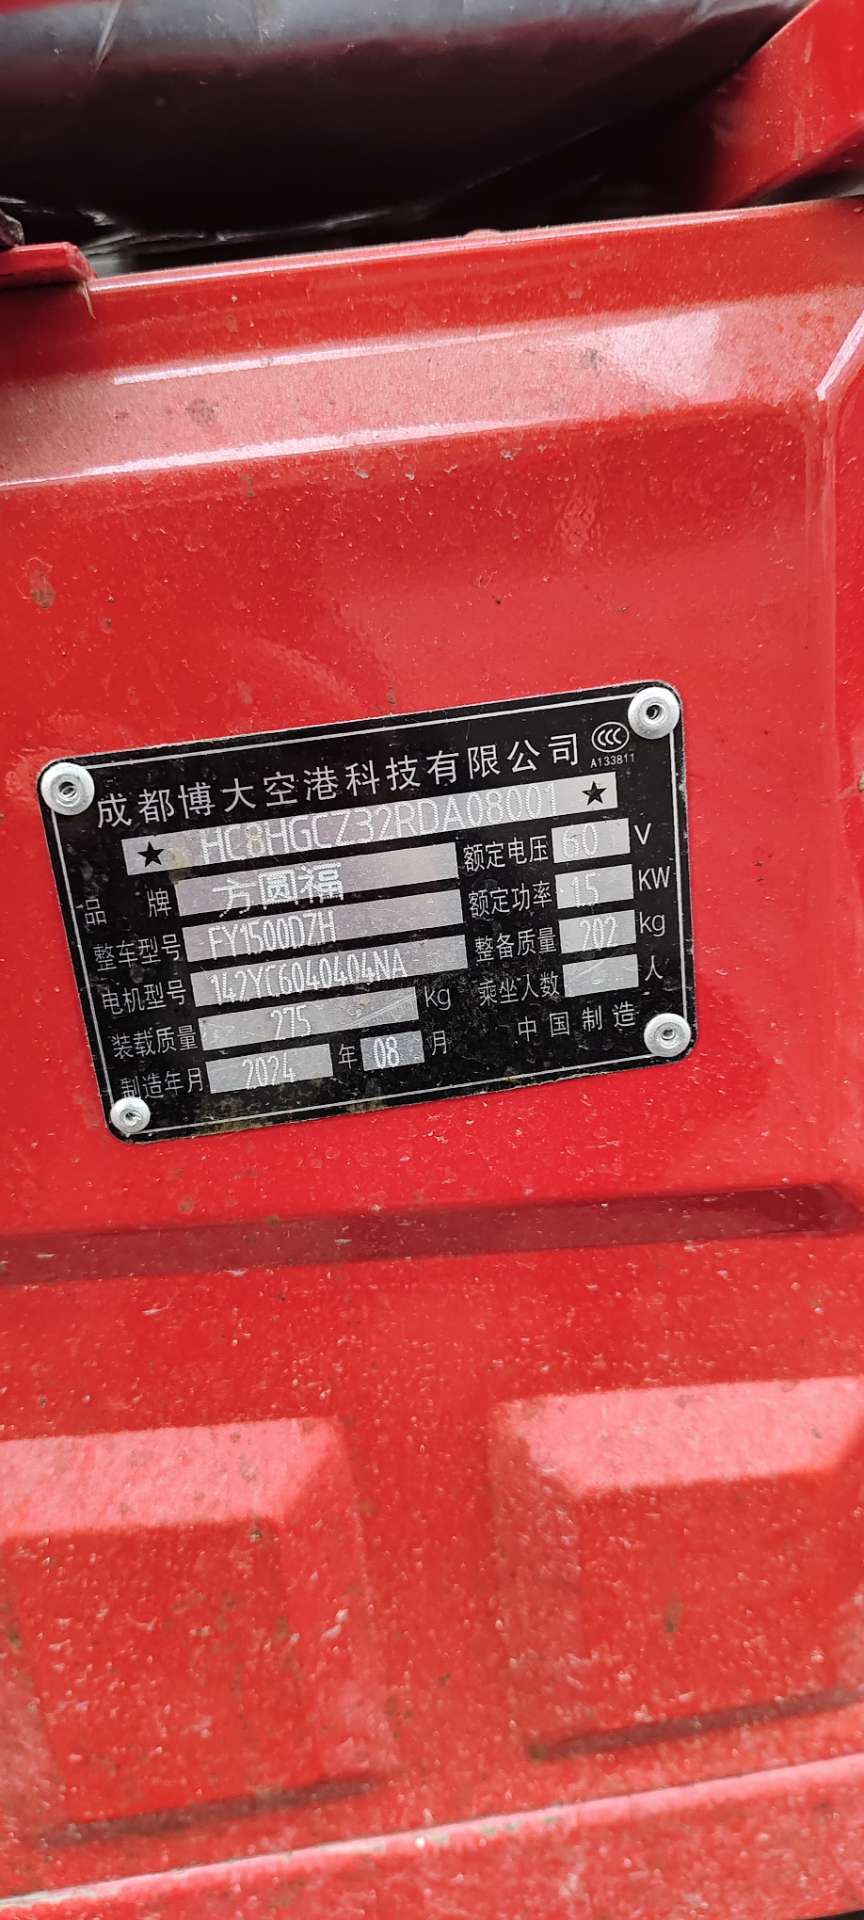 成都博大空港科技有限公司 CCC
A133811
★ HC8HGCZ32RDA08001 ★
品牌 方圆福 额定电压 60 V
整车型号 FY1500DZH 额定功率 1.5 KW
电机型号 142YC6040404NA 整备质量 202 kg
装载质量 275 kg 乘坐人数 人
制造年月 2024 年 08 月 中国制造